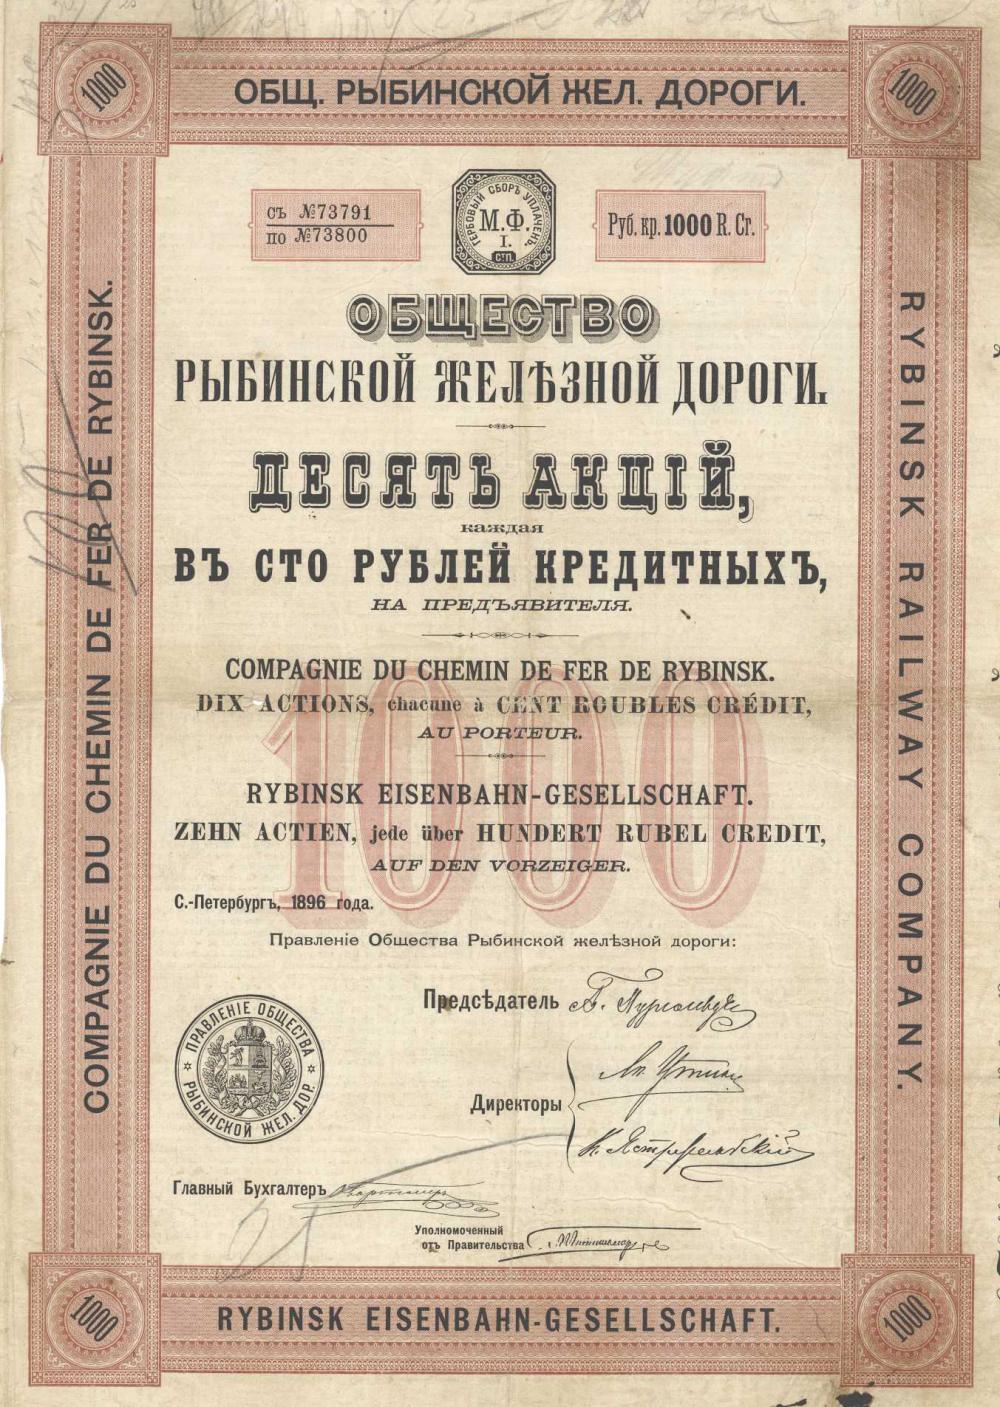 1000
ОБЩ. РЫБИНСКОЙ ЖЕЛ. ДОРОГИ.
1000
COMPAGNIE DU CHEMIN DE FER DE RYBINSK.
RYBINSK RAILWAY COMPANY.
съ №73791
по №73800
ГЕРБОВЫЙ СБОРЪ УПЛАЧЕНЪ.
М.Ф.
I.
СТП.
Руб. кр. 1000 R. Cr.
ОБЩЕСТВО
РЫБИНСКОЙ ЖЕЛѢЗНОЙ ДОРОГИ.
ДЕСЯТЬ АКЦІЙ,
каждая
ВЪ СТО РУБЛЕЙ КРЕДИТНЫХЪ,
НА ПРЕДЪЯВИТЕЛЯ.
1000
COMPAGNIE DU CHEMIN DE FER DE RYBINSK.
DIX ACTIONS, chacune à CENT ROUBLES CRÉDIT,
AU PORTEUR.
RYBINSK EISENBAHN-GESELLSCHAFT.
ZEHN ACTIEN, jede über HUNDERT RUBEL CREDIT,
AUF DEN VORZEIGER.
С.-Петербургъ, 1896 года.
Правленіе Общества Рыбинской желѣзной дороги:
Предсѣдатель
Директоры
ПРАВЛЕНІЕ ОБЩЕСТВА
РЫБИНСКОЙ ЖЕЛ. ДОР.
Главный Бухгалтеръ
Уполномоченный
отъ Правительства
1000
RYBINSK EISENBAHN-GESELLSCHAFT.
1000